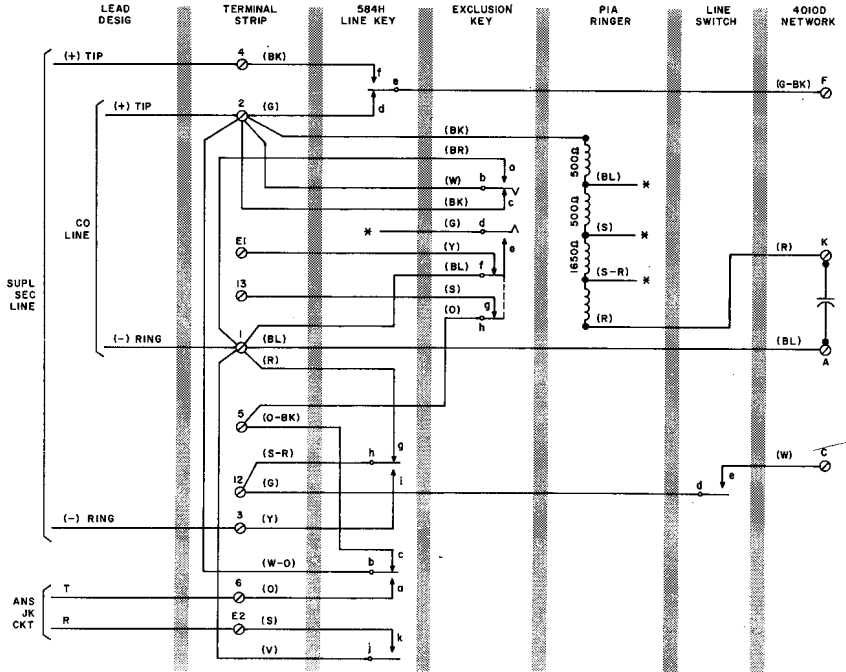 LEAD DESIG
TERMINAL STRIP
584H LINE KEY
EXCLUSION KEY
PIA RINGER
LINE SWITCH
4010D NETWORK
(+) TIP
4
(BK)
f
e
(G-BK)
F
(+) TIP
2
(G)
d
(BK)
(BR)
a
500Ω
(BL)
*
(W)
b
c
(BK)
CO LINE
*
(G)
d
500Ω
(S)
*
E1
(Y)
e
(R)
K
(BL)
f
1650Ω
(S-R)
*
SUPL SEC LINE
13
(S)
g
(O)
h
(R)
(-) RING
1
(BL)
(BL)
A
(R)
5
(O-BK)
g
(S-R)
h
(W)
C
12
(G)
i
d
e
(-) RING
3
(Y)
c
(W-O)
b
a
ANS JK CKT
T
6
(O)
R
E2
(S)
k
(V)
j